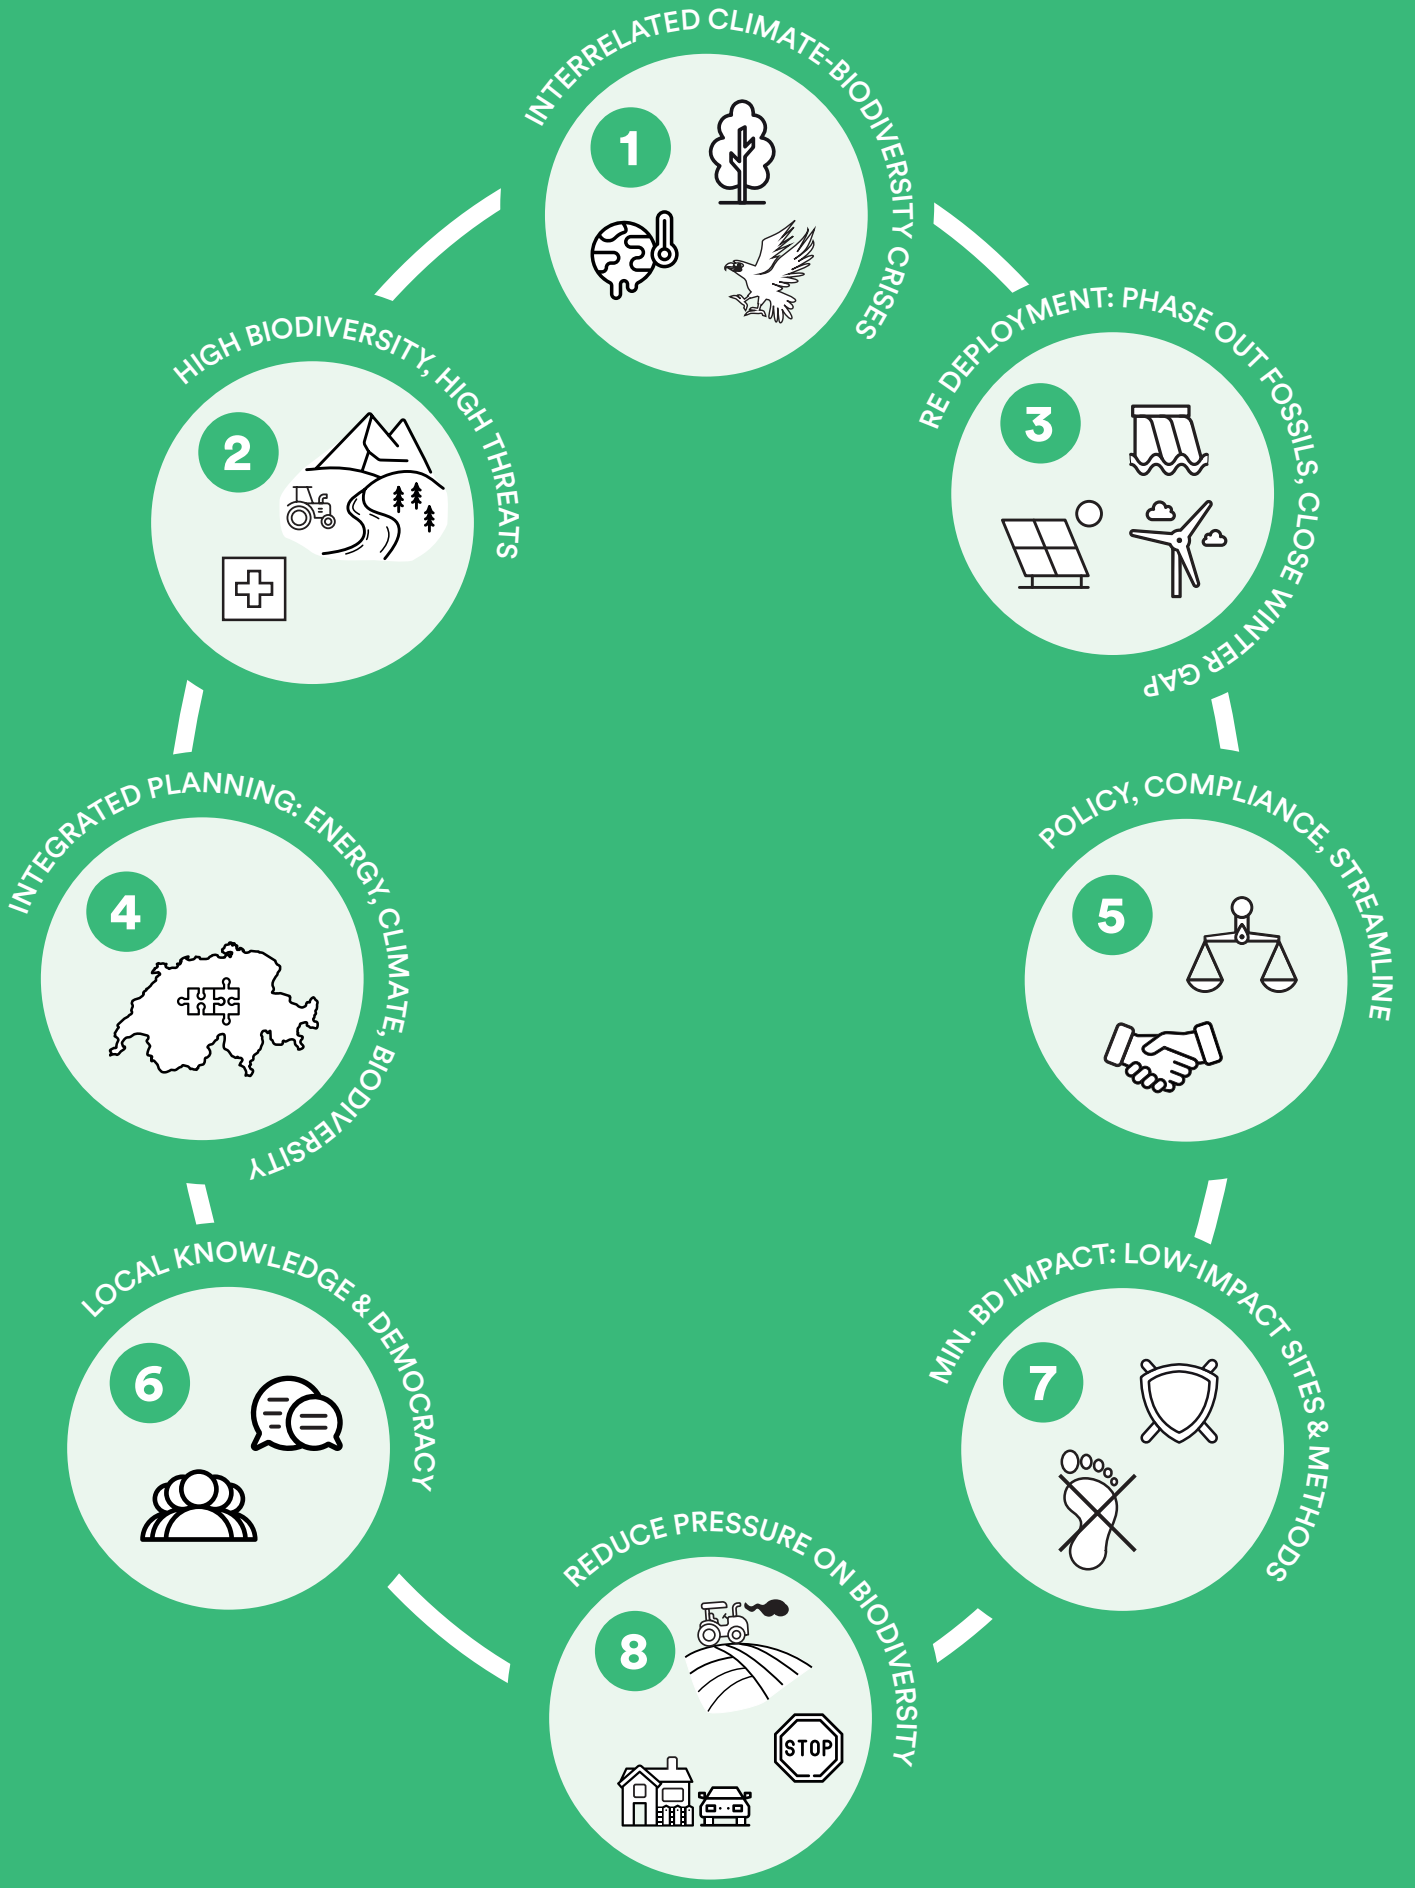 INTERRELATED CLIMATE-BIODIVERSITY CRISES
1
HIGH BIODIVERSITY, HIGH THREATS
2
RE DEPLOYMENT: PHASE OUT FOSSILS, CLOSE WINTER GAP
3
INTEGRATED PLANNING: ENERGY, CLIMATE, BIODIVERSITY
4
POLICY, COMPLIANCE, STREAMLINE
5
LOCAL KNOWLEDGE & DEMOCRACY
6
MIN. BD IMPACT: LOW-IMPACT SITES & METHODS
7
REDUCE PRESSURE ON BIODIVERSITY
8
STOP